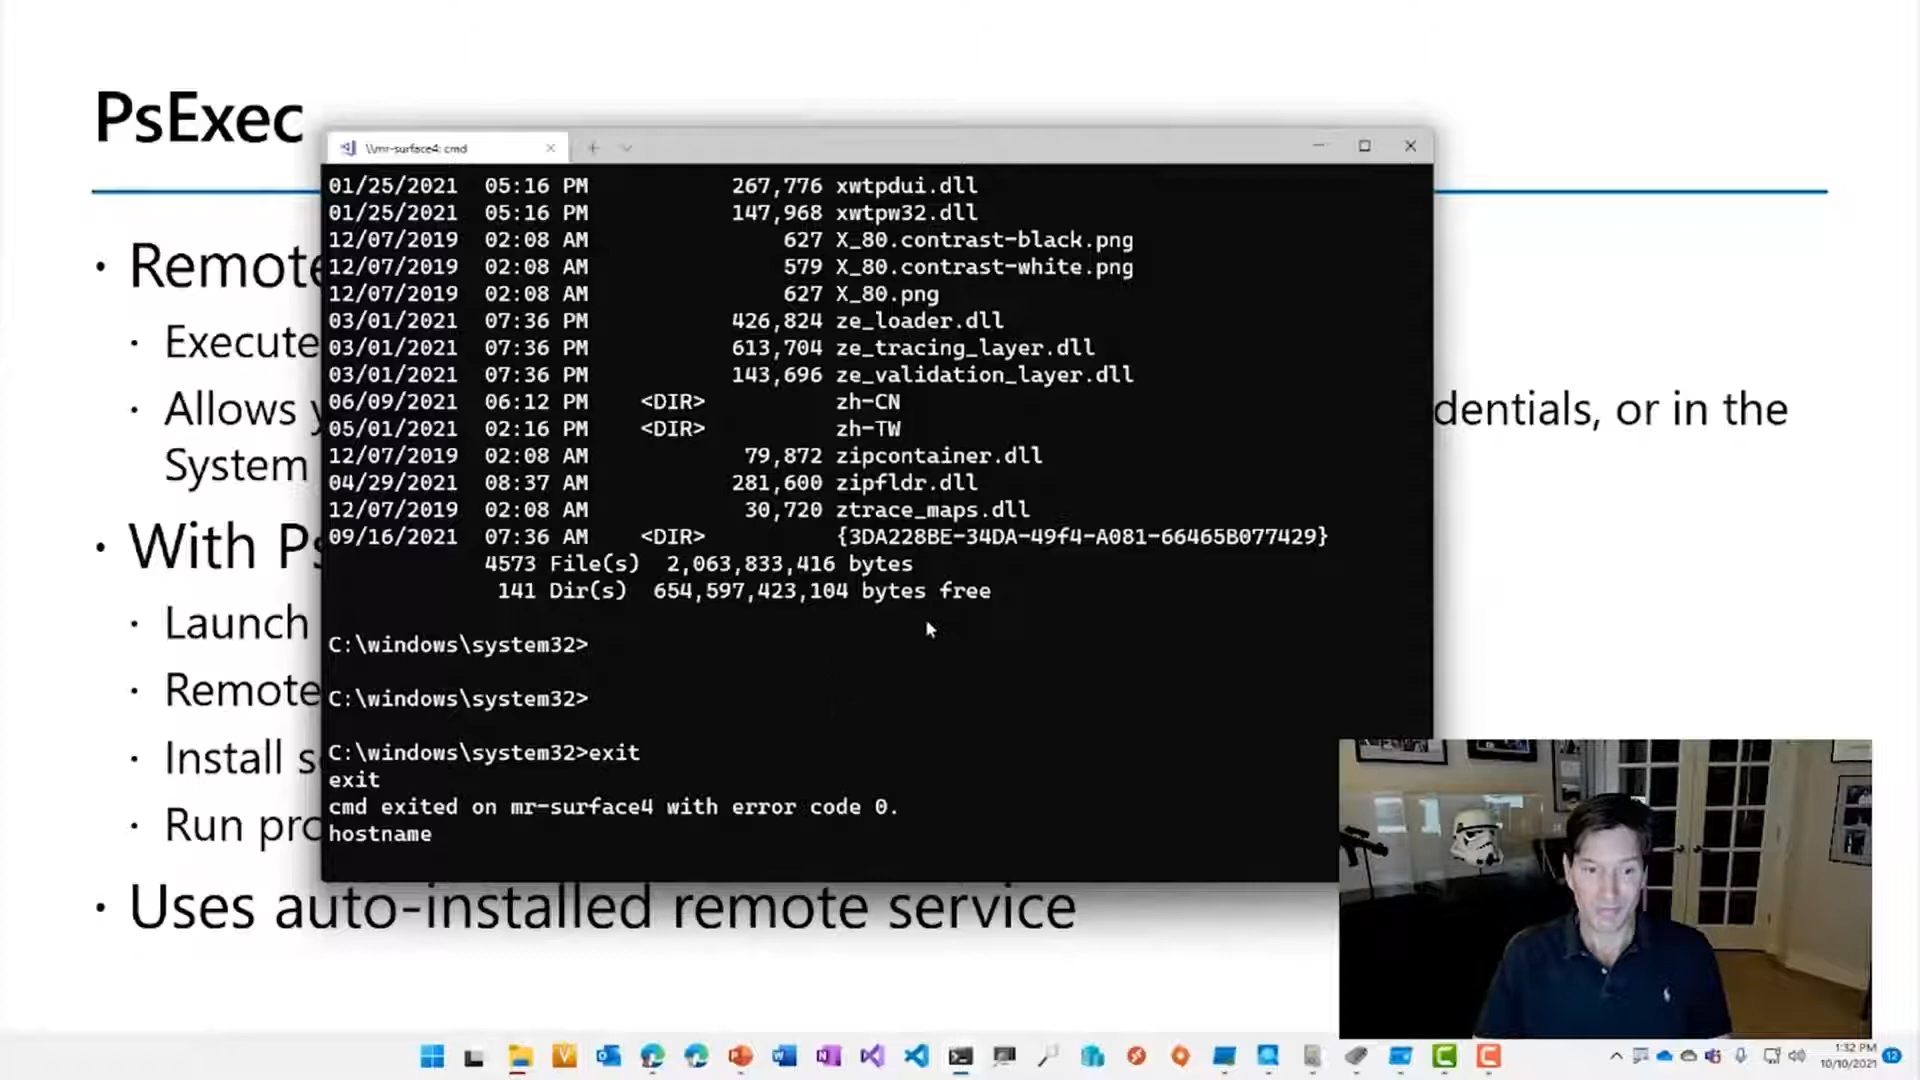 PsExec
\\mr-surface4: cmd
01/25/2021 05:16 PM 267,776 xwtpdui.dll
01/25/2021 05:16 PM 147,968 xwtpw32.dll
12/07/2019 02:08 AM 627 X_80.contrast-black.png
12/07/2019 02:08 AM 579 X_80.contrast-white.png
12/07/2019 02:08 AM 627 X_80.png
03/01/2021 07:36 PM 426,824 ze_loader.dll
03/01/2021 07:36 PM 613,704 ze_tracing_layer.dll
03/01/2021 07:36 PM 143,696 ze_validation_layer.dll
06/09/2021 06:12 PM <DIR> zh-CN
05/01/2021 02:16 PM <DIR> zh-TW
12/07/2019 02:08 AM 79,872 zipcontainer.dll
04/29/2021 08:37 AM 281,600 zipfldr.dll
12/07/2019 02:08 AM 30,720 ztrace_maps.dll
09/16/2021 07:36 AM <DIR> {3DA228BE-34DA-49f4-A081-66465B077429}
4573 File(s) 2,063,833,416 bytes
141 Dir(s) 654,597,423,104 bytes free
C:\windows\system32>
C:\windows\system32>
C:\windows\system32>exit
exit
cmd exited on mr-surface4 with error code 0.
hostname
· Remote
· Execute
· Allows y
dentials, or in the
System
· With Ps
· Launch
· Remote
· Install s
· Run pro
· Uses auto-installed remote service
1:32 PM
10/10/2021
12